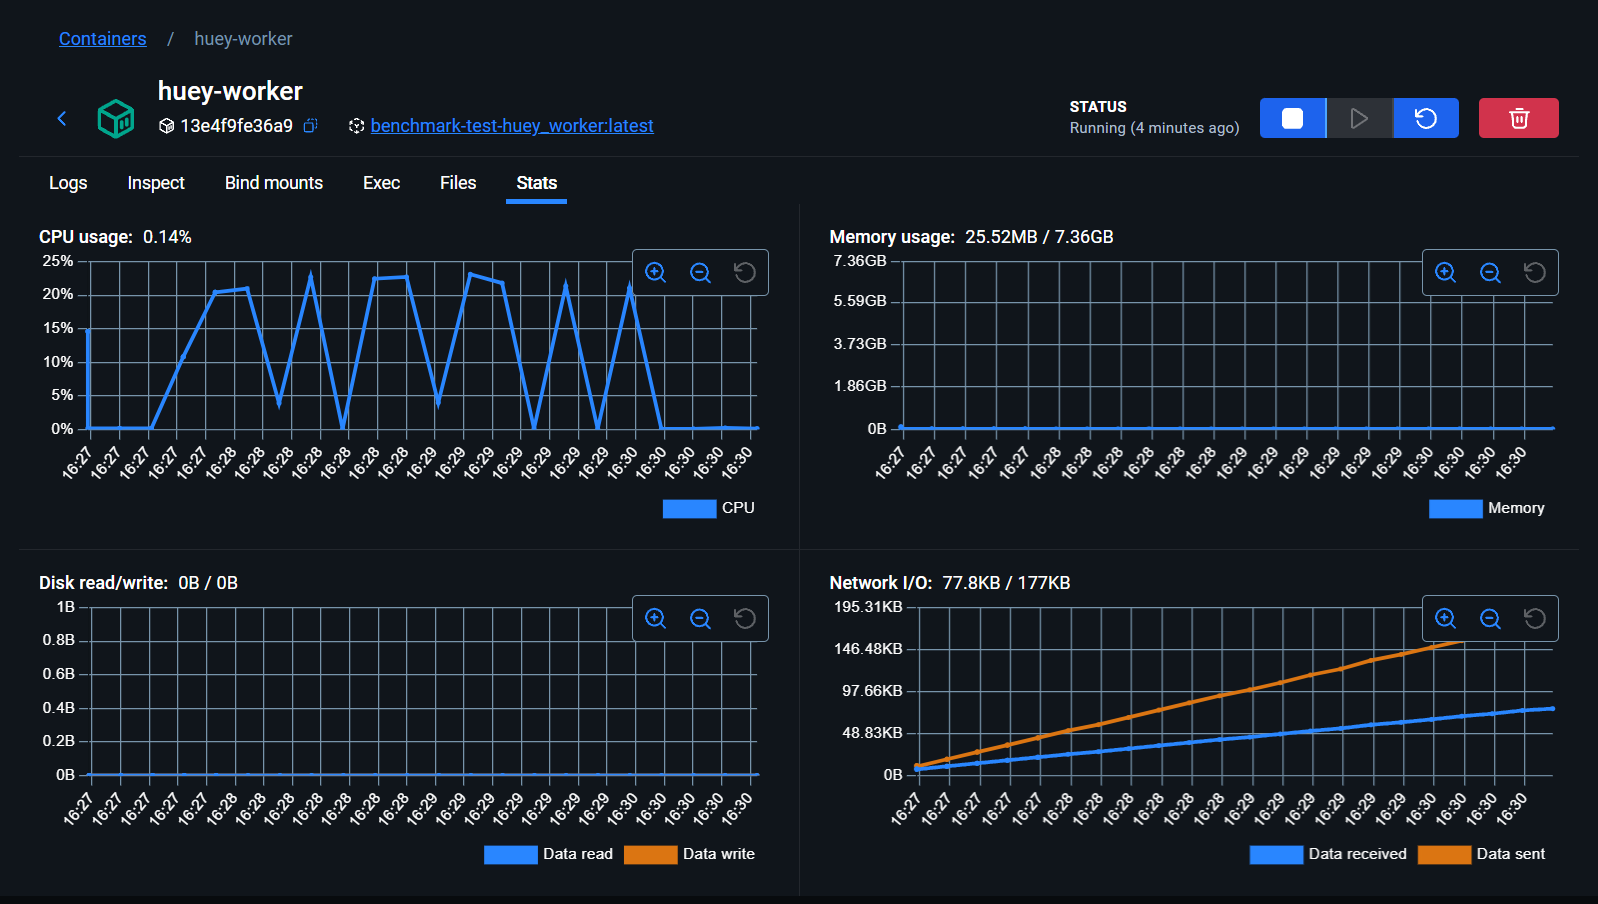 Containers / huey-worker
huey-worker
13e4f9fe36a9 benchmark-test-huey_worker:latest
STATUS
Running (4 minutes ago)
Logs Inspect Bind mounts Exec Files Stats
CPU usage: 0.14%
25%
20%
15%
10%
5%
0%
16:27 16:27 16:27 16:27 16:27 16:28 16:28 16:28 16:28 16:28 16:28 16:29 16:29 16:29 16:29 16:29 16:29 16:29 16:29 16:30 16:30 16:30 16:30 16:30
CPU
Memory usage: 25.52MB / 7.36GB
7.36GB
5.59GB
3.73GB
1.86GB
0B
16:27 16:27 16:27 16:27 16:27 16:28 16:28 16:28 16:28 16:28 16:28 16:29 16:29 16:29 16:29 16:29 16:29 16:30 16:30 16:30 16:30
Memory
Disk read/write: 0B / 0B
1B
0.8B
0.6B
0.4B
0.2B
0B
16:27 16:27 16:27 16:27 16:27 16:28 16:28 16:28 16:28 16:28 16:28 16:29 16:29 16:29 16:29 16:29 16:29 16:29 16:29 16:30 16:30 16:30 16:30 16:30
Data read Data write
Network I/O: 77.8KB / 177KB
195.31KB
146.48KB
97.66KB
48.83KB
0B
16:27 16:27 16:27 16:27 16:27 16:28 16:28 16:28 16:28 16:28 16:28 16:29 16:29 16:29 16:29 16:29 16:29 16:30 16:30 16:30 16:30
Data received Data sent